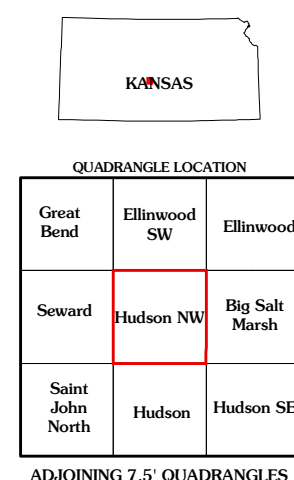 KANSAS
QUADRANGLE LOCATION
Great
Bend
Ellinwood
SW
Ellinwood
Seward
Hudson NW
Big Salt
Marsh
Saint
John
North
Hudson
Hudson SE
ADJOINING 7.5' QUADRANGLES